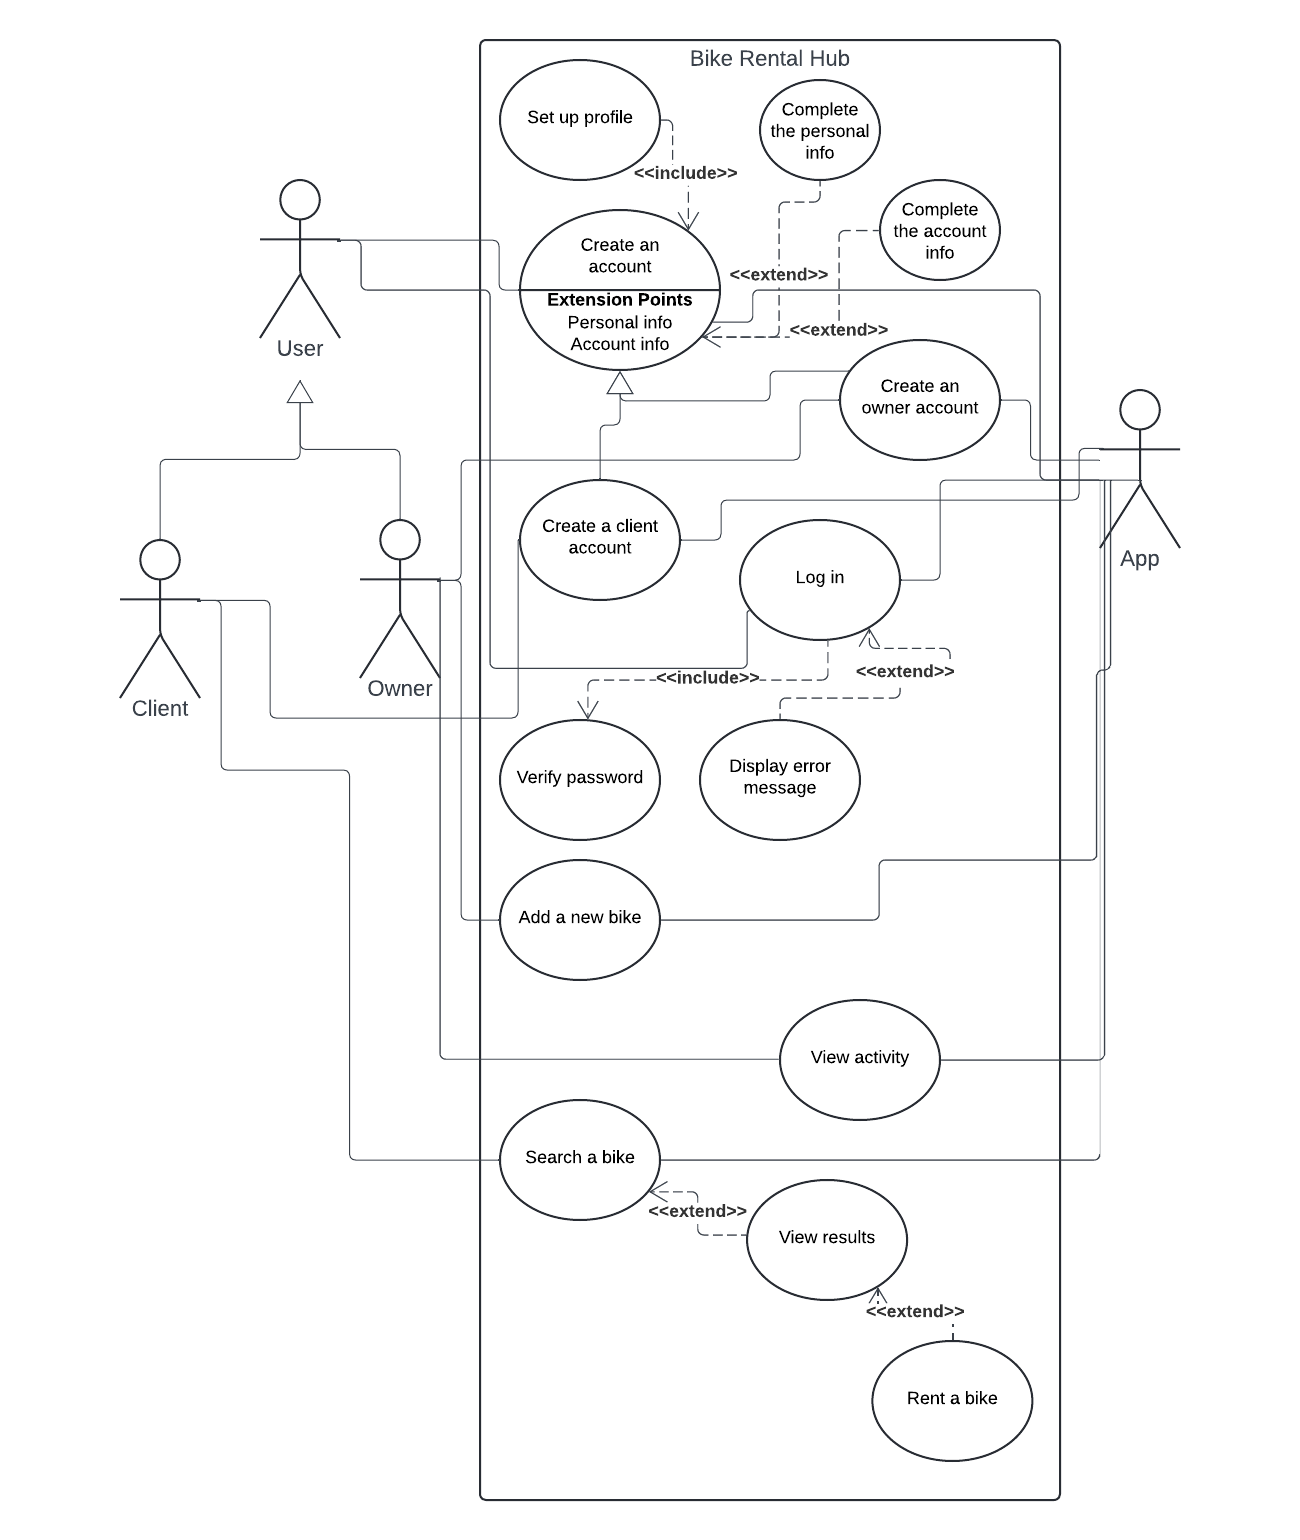 Bike Rental Hub
Set up profile
Complete
the personal
info
<<include>>
Complete
the account
info
Create an
account
<<extend>>
Extension Points
Personal info
Account info
<<extend>>
User
Create an
owner account
Create a client
account
App
Log in
<<include>>
<<extend>>
Owner
Client
Verify password
Display error
message
Add a new bike
View activity
Search a bike
<<extend>>
View results
<<extend>>
Rent a bike